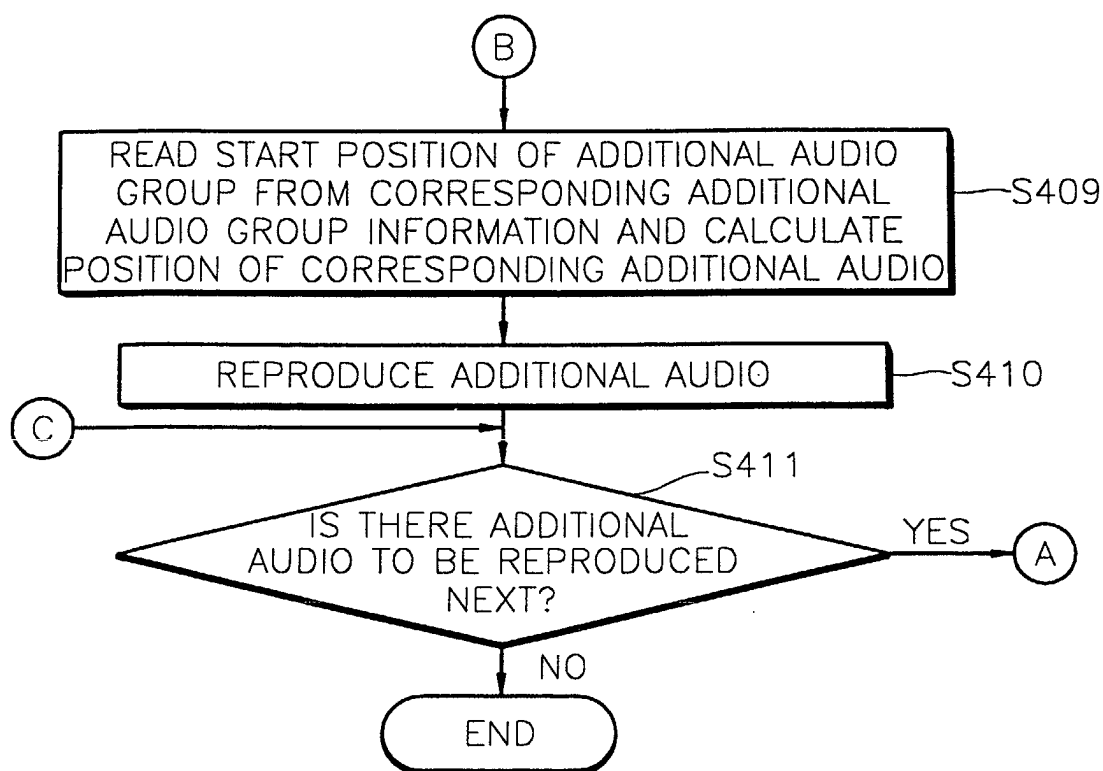 B
READ START POSITION OF ADDITIONAL AUDIO
GROUP FROM CORRESPONDING ADDITIONAL
AUDIO GROUP INFORMATION AND CALCULATE
POSITION OF CORRESPONDING ADDITIONAL AUDIO
S409
REPRODUCE ADDITIONAL AUDIO
S410
C
S411
IS THERE ADDITIONAL
AUDIO TO BE REPRODUCED
NEXT?
YES
A
NO
END